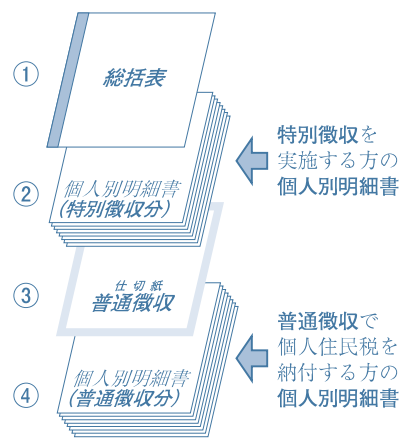 ①
総括表
②
個人別明細書
(特別徴収分)
特別徴収を
実施する方の
個人別明細書
③
仕切紙
普通徴収
④
個人別明細書
(普通徴収分)
普通徴収で
個人住民税を
納付する方の
個人別明細書